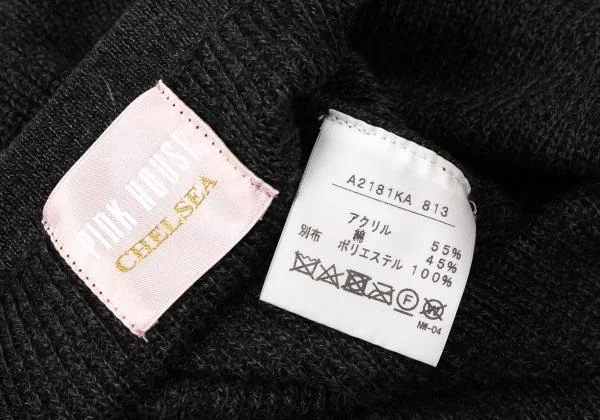 PINK HOUSE
CHELSEA
A2181KA 813
アクリル 55%
綿 45%
別布 ポリエステル 100%
F
W
NW-04